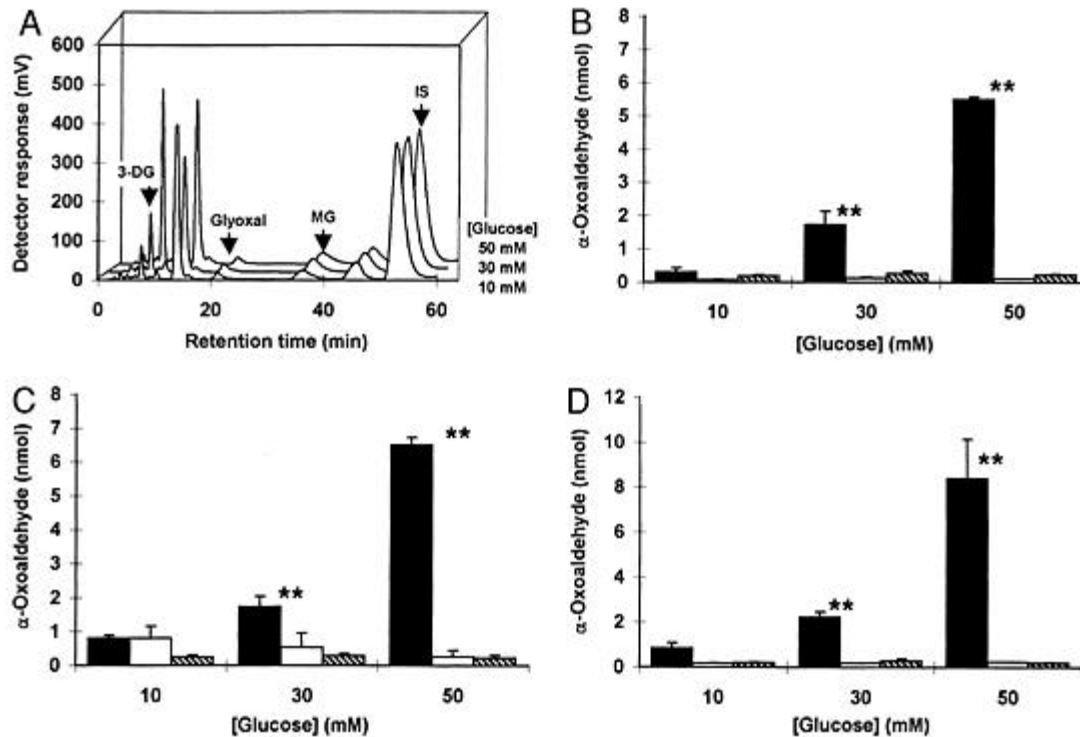 A
600
500
400
300
200
100
0
Detector response (mV)
3-DG
Glyoxal
MG
IS
[Glucose]
50 mM
30 mM
10 mM
0
20
40
60
Retention time (min)
B
8
7
6
5
4
3
2
1
0
α-Oxoaldehyde (nmol)
**
**
10
30
50
[Glucose] (mM)
C
8
7
6
5
4
3
2
1
0
α-Oxoaldehyde (nmol)
**
**
10
30
50
[Glucose] (mM)
D
12
10
8
6
4
2
0
α-Oxoaldehyde (nmol)
**
**
10
30
50
[Glucose] (mM)